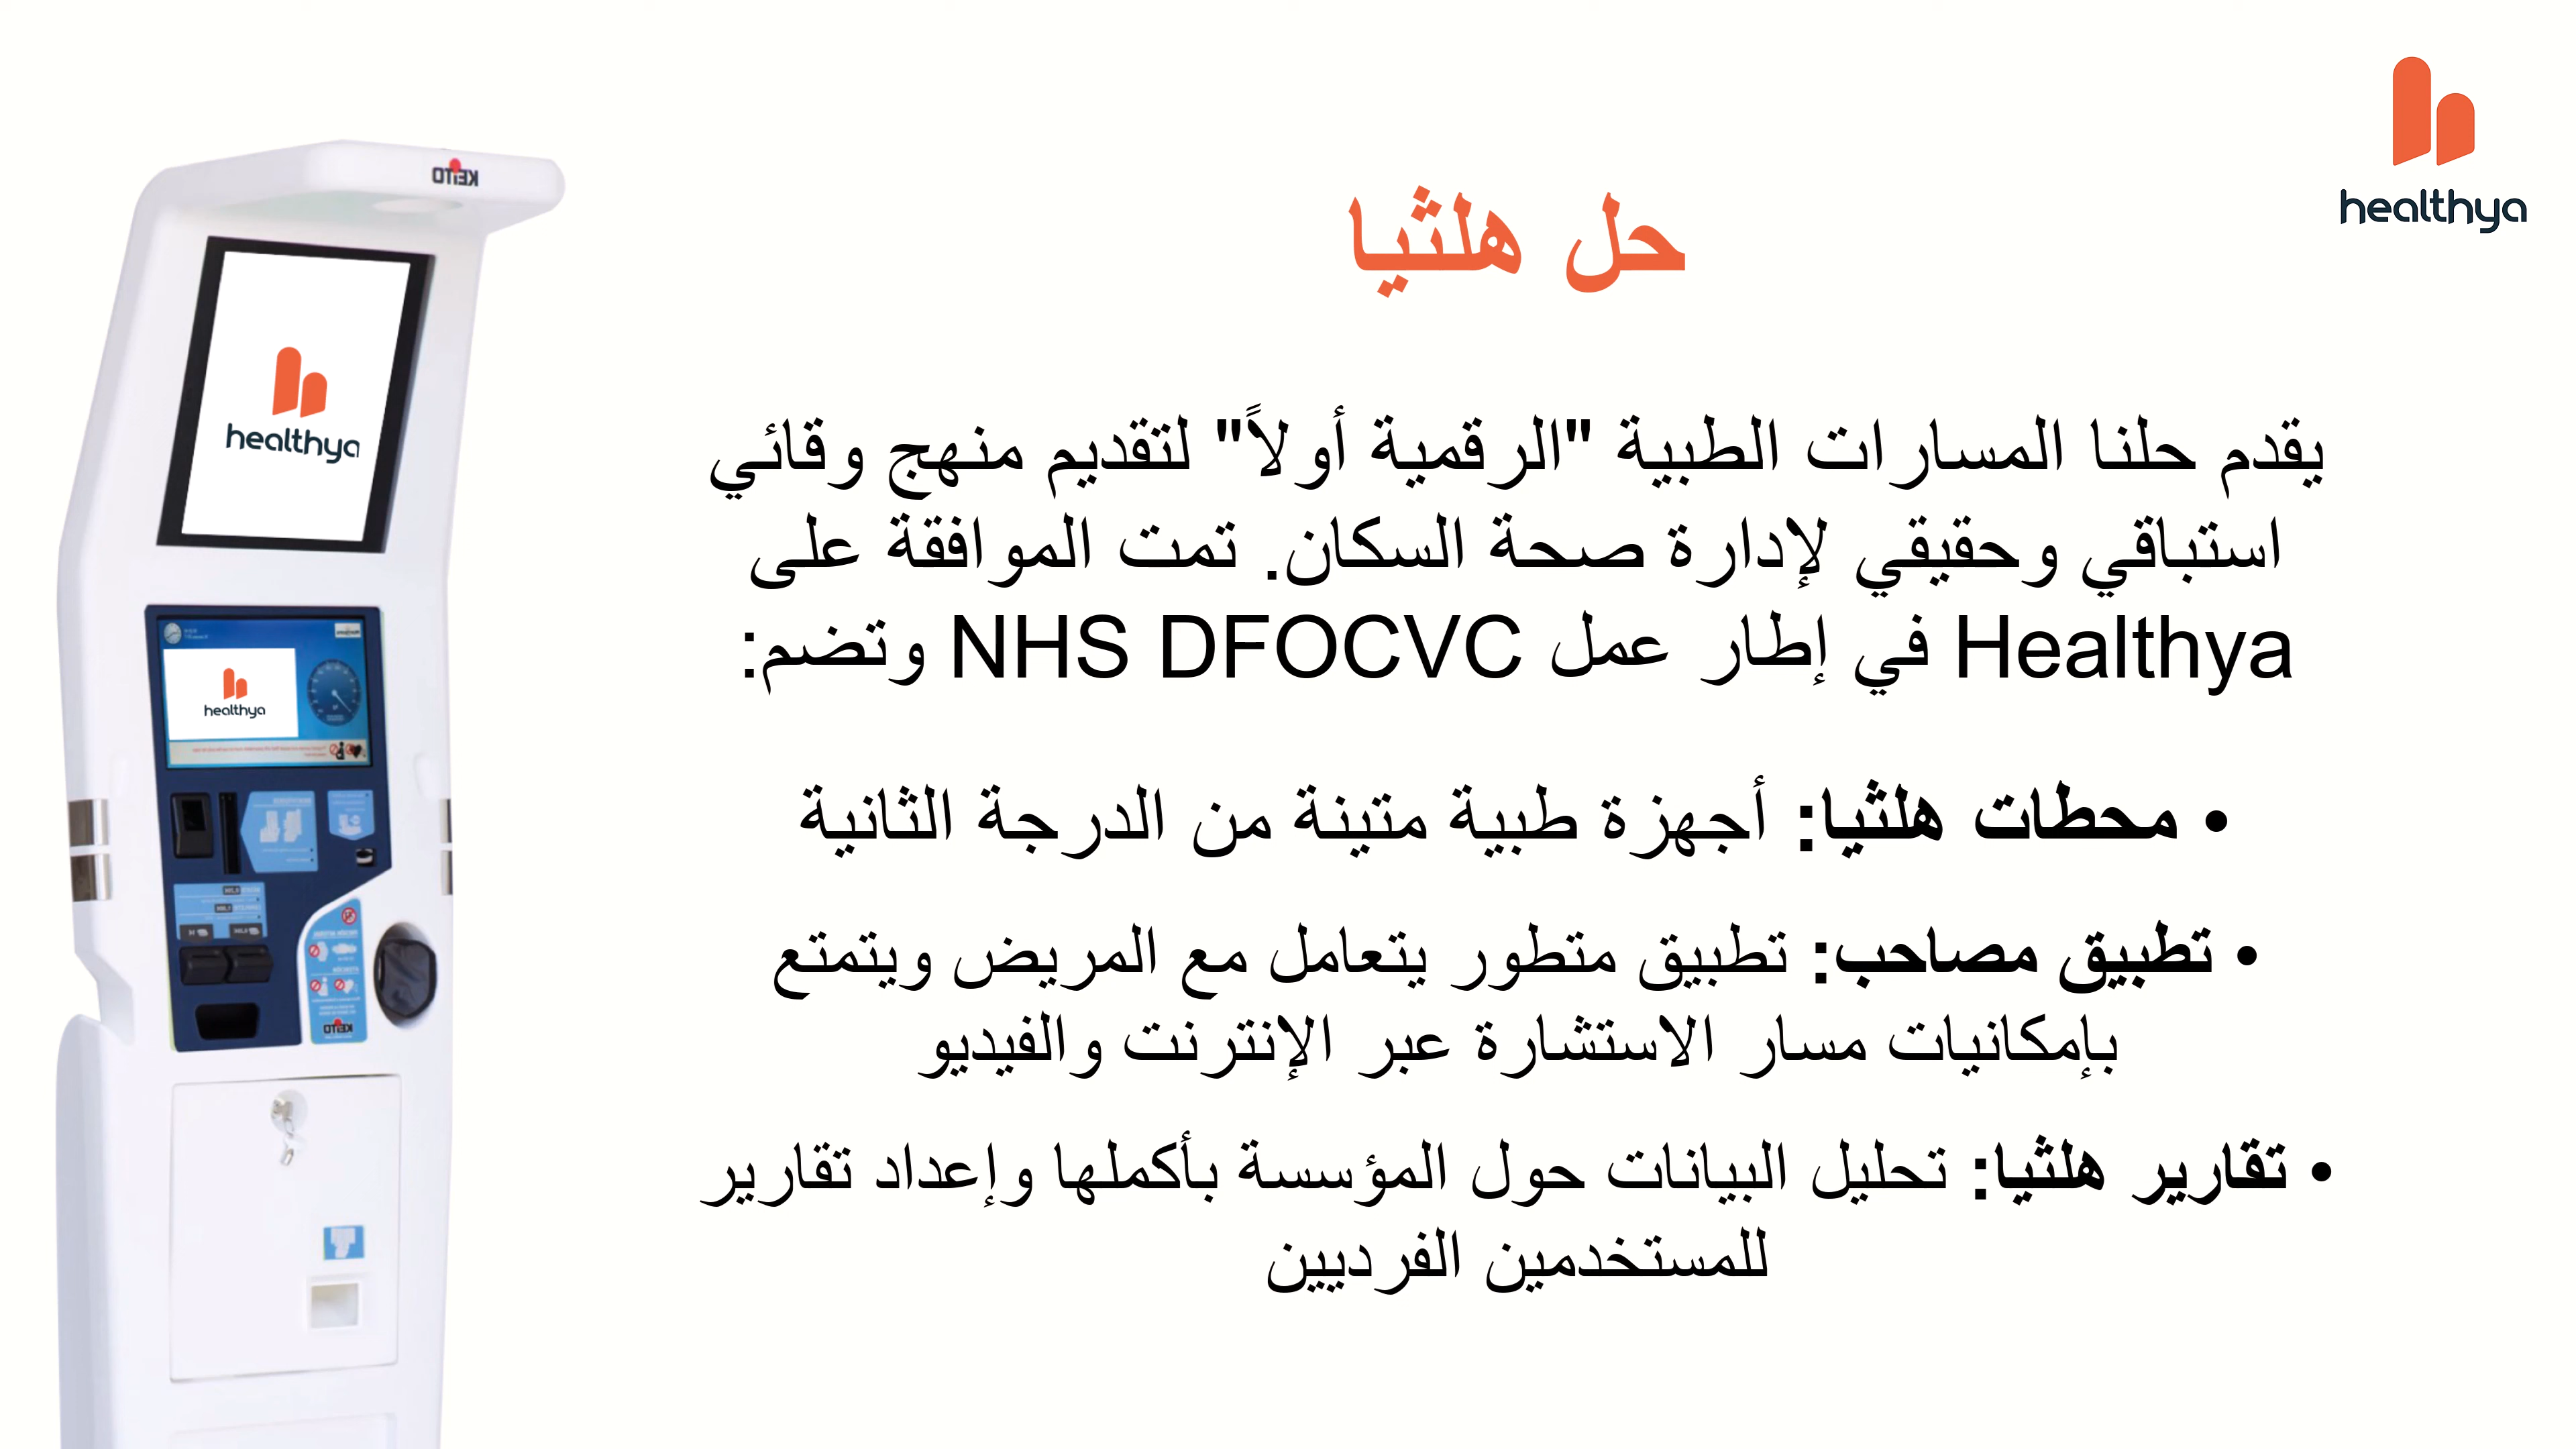 healthya
حل هلثيا
يقدم حلنا المسارات الطبية "الرقمية أولاً" لتقديم منهج وقائي
استباقي وحقيقي لإدارة صحة السكان. تمت الموافقة على
Healthya في إطار عمل NHS DFOCVC وتضم:
• محطات هلثيا: أجهزة طبية متينة من الدرجة الثانية
• تطبيق مصاحب: تطبيق متطور يتعامل مع المريض ويتمتع
بإمكانيات مسار الاستشارة عبر الإنترنت والفيديو
• تقارير هلثيا: تحليل البيانات حول المؤسسة بأكملها وإعداد تقارير
للمستخدمين الفرديين
KEITO
healthya
healthya
KEITO